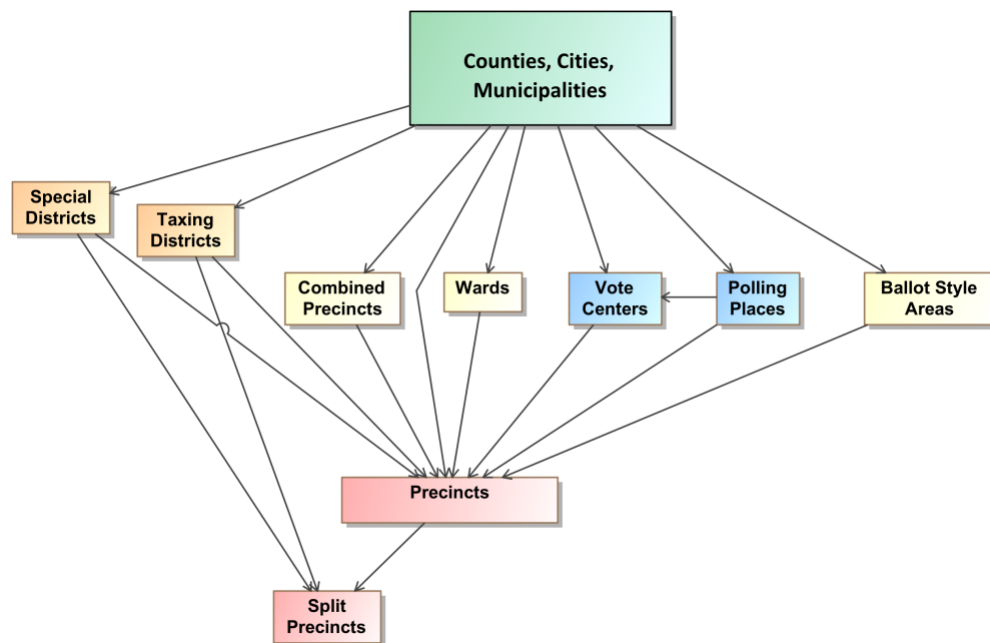 Counties, Cities,
Municipalities
Special
Districts
Taxing
Districts
Combined
Precincts
Wards
Vote
Centers
Polling
Places
Ballot Style
Areas
Precincts
Split
Precincts